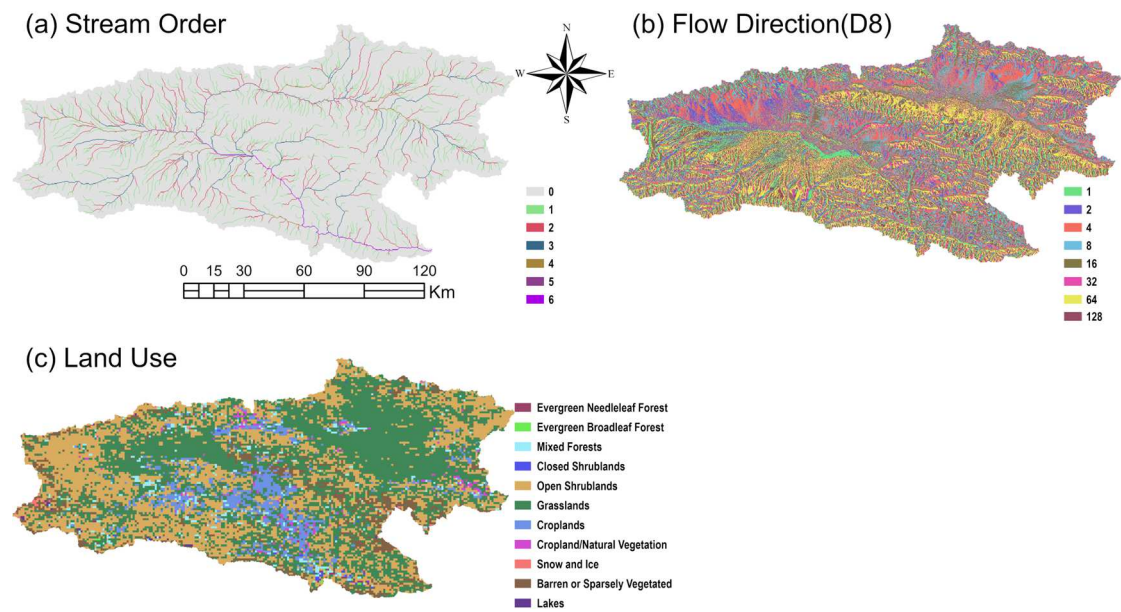 (a) Stream Order
N
W E
S
(b) Flow Direction(D8)
0
1
2
3
4
5
6
0 15 30 60 90 120
Km
1
2
4
8
16
32
64
128
(c) Land Use
Evergreen Needleleaf Forest
Evergreen Broadleaf Forest
Mixed Forests
Closed Shrublands
Open Shrublands
Grasslands
Croplands
Cropland/Natural Vegetation
Snow and Ice
Barren or Sparsely Vegetated
Lakes